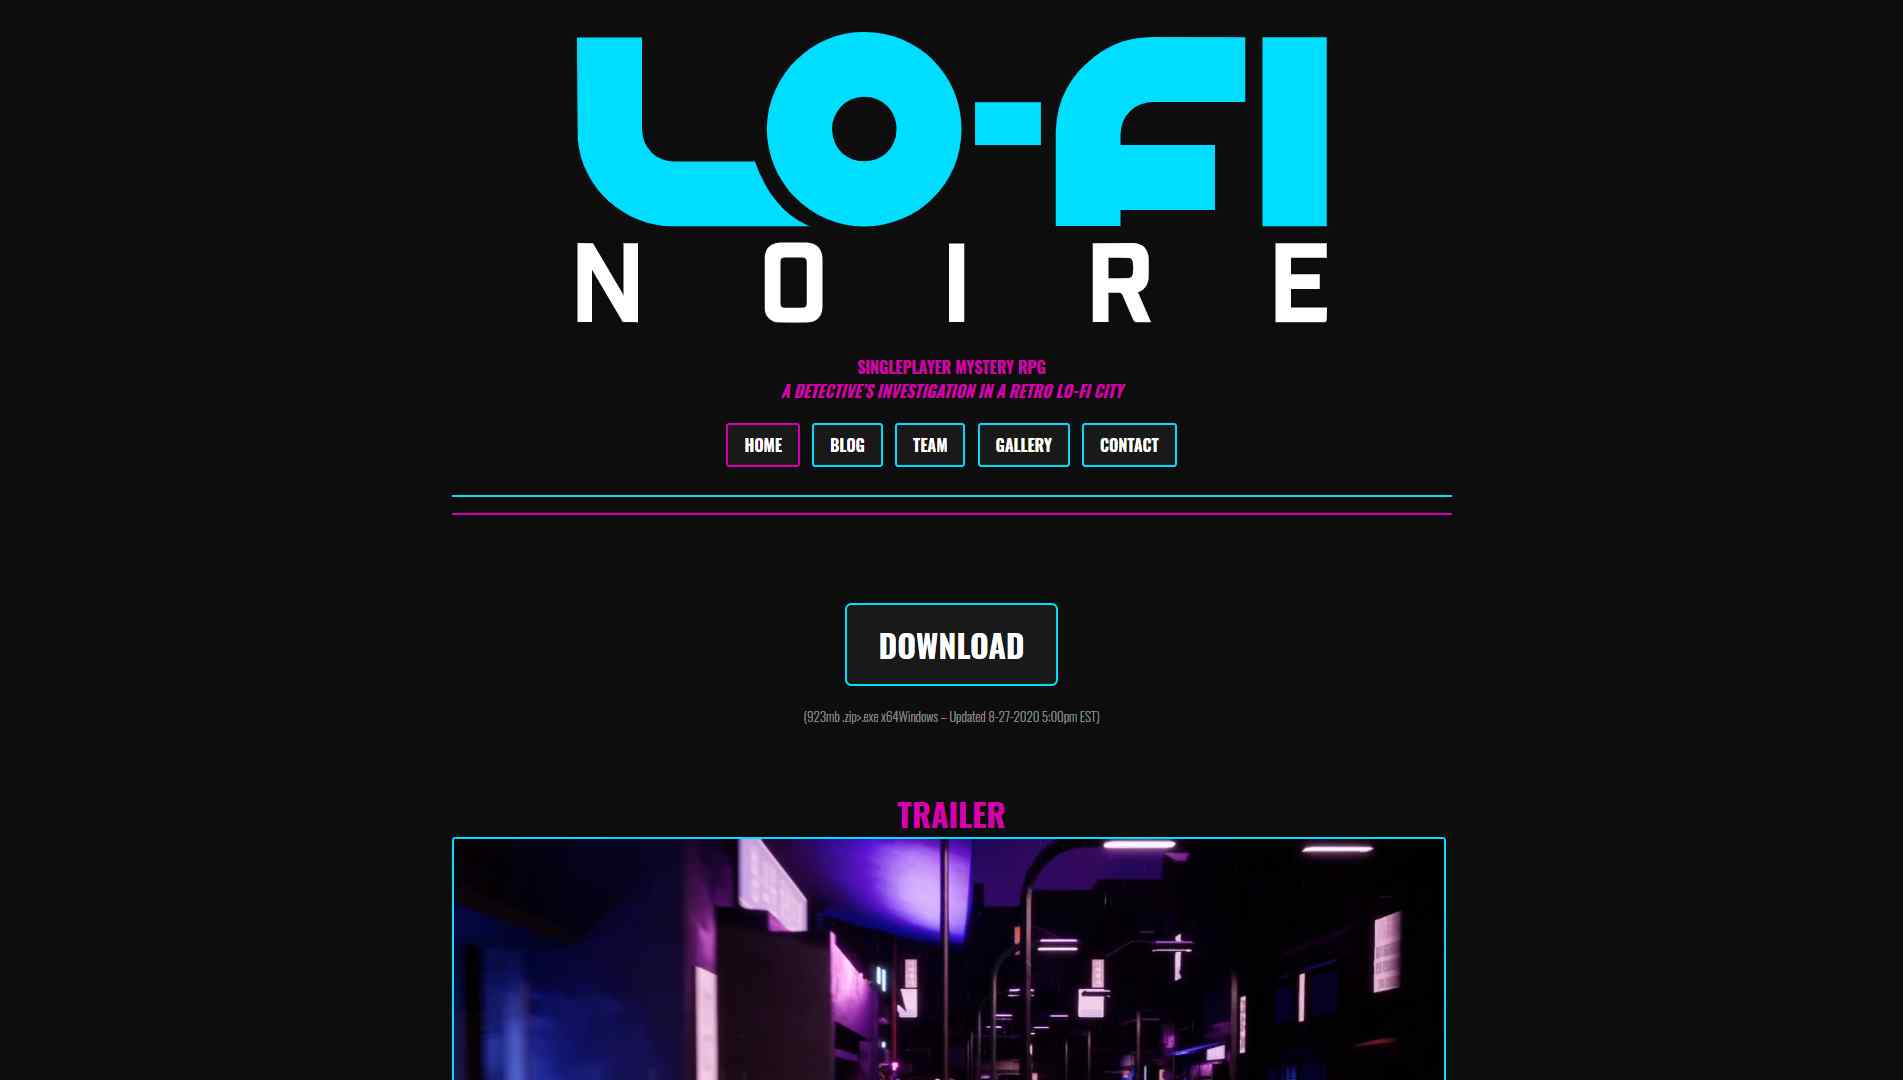 LO-FI
NOIRE
SINGLEPLAYER MYSTERY RPG
A DETECTIVE'S INVESTIGATION IN A RETRO LO-FI CITY
HOME BLOG TEAM GALLERY CONTACT
DOWNLOAD
(923mb .zip>.exe x64Windows – Updated 8-27-2020 5:00pm EST)
TRAILER